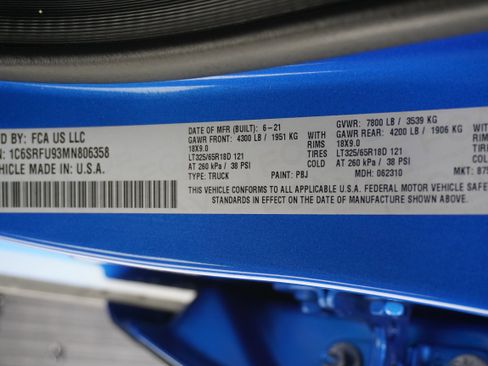 MFD BY: FCA US LLC
DATE OF MFR (BUILT): 6-21
GVWR: 7800 LB / 3539 KG
GAWR FRONT: 4300 LB / 1951 KG
WITH
GAWR REAR: 4200 LB / 1906 KG
N: 1C6SRFU93MN806358
18X9.0
RIMS
18X9.0
LT325/65R18D 121
TIRES
LT325/65R18D 121
VEHICLE MADE IN: U.S.A.
AT 260 kPa / 38 PSI
COLD
AT 260 kPa / 38 PSI
TYPE: TRUCK
PAINT: PBJ
MDH: 062310
MKT: 875
THIS VEHICLE CONFORMS TO ALL APPLICABLE U.S.A. FEDERAL MOTOR VEHICLE SAFE
STANDARDS IN EFFECT ON THE DATE OF MANUFACTURE SHOWN ABOVE.